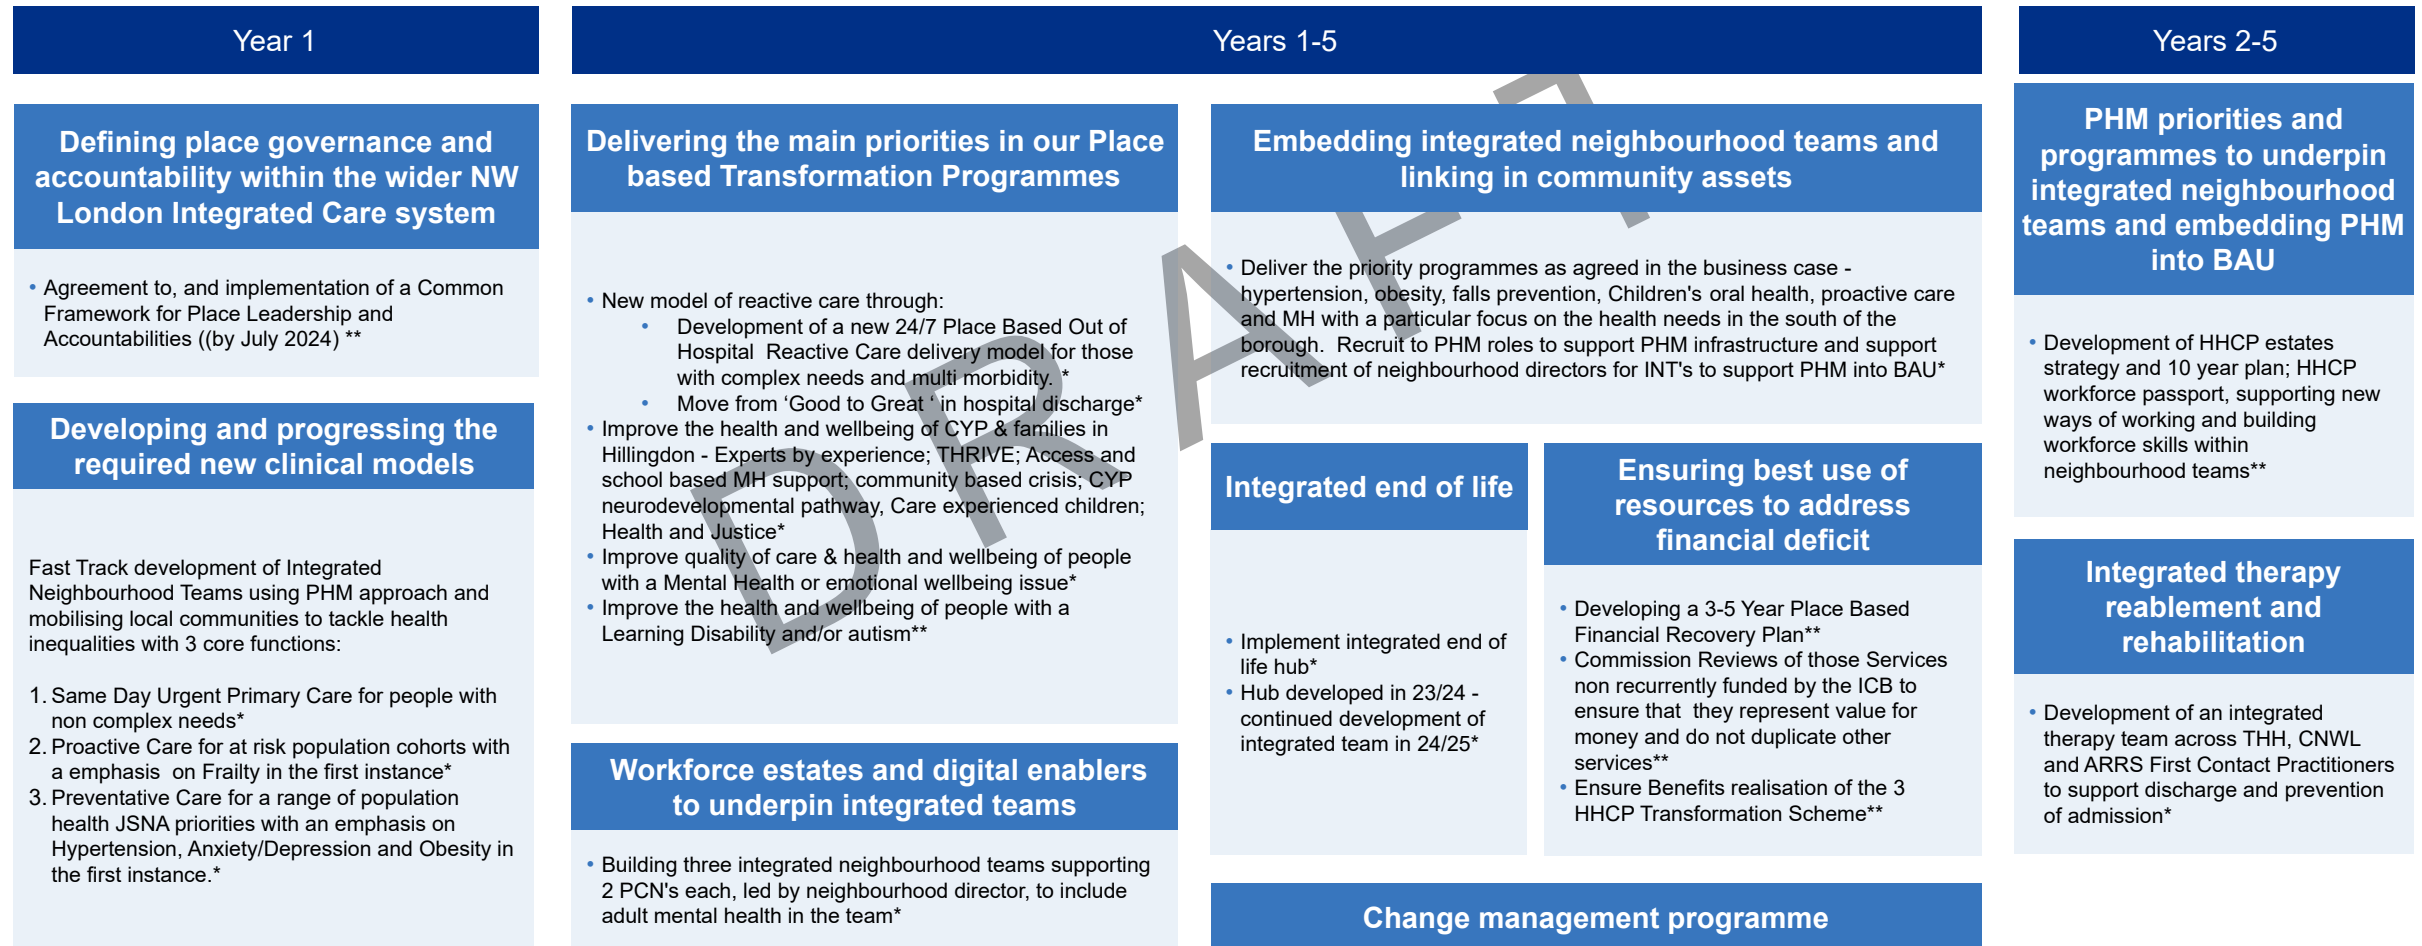 Year 1
Defining place governance and
accountability within the wider NW
London Integrated Care system
• Agreement to, and implementation of a Common
Framework for Place Leadership and
Accountabilities ((by July 2024) **
Developing and progressing the
required new clinical models
Fast Track development of Integrated
Neighbourhood Teams using PHM approach and
mobilising local communities to tackle health
inequalities with 3 core functions:
1. Same Day Urgent Primary Care for people with
non complex needs*
2. Proactive Care for at risk population cohorts with
a emphasis on Frailty in the first instance*
3. Preventative Care for a range of population
health JSNA priorities with an emphasis on
Hypertension, Anxiety/Depression and Obesity in
the first instance.*
Years 1-5
Delivering the main priorities in our Place
based Transformation Programmes
• New model of reactive care through:
• Development of a new 24/7 Place Based Out of
Hospital Reactive Care delivery model for those
with complex needs and multi morbidity. *
• Move from ‘Good to Great ‘ in hospital discharge*
• Improve the health and wellbeing of CYP & families in
Hillingdon - Experts by experience; THRIVE; Access and
school based MH support; community based crisis; CYP
neurodevelopmental pathway, Care experienced children;
Health and Justice*
• Improve quality of care & health and wellbeing of people
with a Mental Health or emotional wellbeing issue*
• Improve the health and wellbeing of people with a
Learning Disability and/or autism**
Workforce estates and digital enablers
to underpin integrated teams
• Building three integrated neighbourhood teams supporting
2 PCN's each, led by neighbourhood director, to include
adult mental health in the team*
Embedding integrated neighbourhood teams and
linking in community assets
• Deliver the priority programmes as agreed in the business case -
hypertension, obesity, falls prevention, Children's oral health, proactive care
and MH with a particular focus on the health needs in the south of the
borough. Recruit to PHM roles to support PHM infrastructure and support
recruitment of neighbourhood directors for INT's to support PHM into BAU*
Integrated end of life
• Implement integrated end of
life hub*
• Hub developed in 23/24 -
continued development of
integrated team in 24/25*
Ensuring best use of
resources to address
financial deficit
• Developing a 3-5 Year Place Based
Financial Recovery Plan**
• Commission Reviews of those Services
non recurrently funded by the ICB to
ensure that they represent value for
money and do not duplicate other
services**
• Ensure Benefits realisation of the 3
HHCP Transformation Scheme**
Change management programme
Years 2-5
PHM priorities and
programmes to underpin
integrated neighbourhood
teams and embedding PHM
into BAU
• Development of HHCP estates
strategy and 10 year plan; HHCP
workforce passport, supporting new
ways of working and building
workforce skills within
neighbourhood teams**
Integrated therapy
reablement and
rehabilitation
• Development of an integrated
therapy team across THH, CNWL
and ARRS First Contact Practitioners
to support discharge and prevention
of admission*
DRAFT